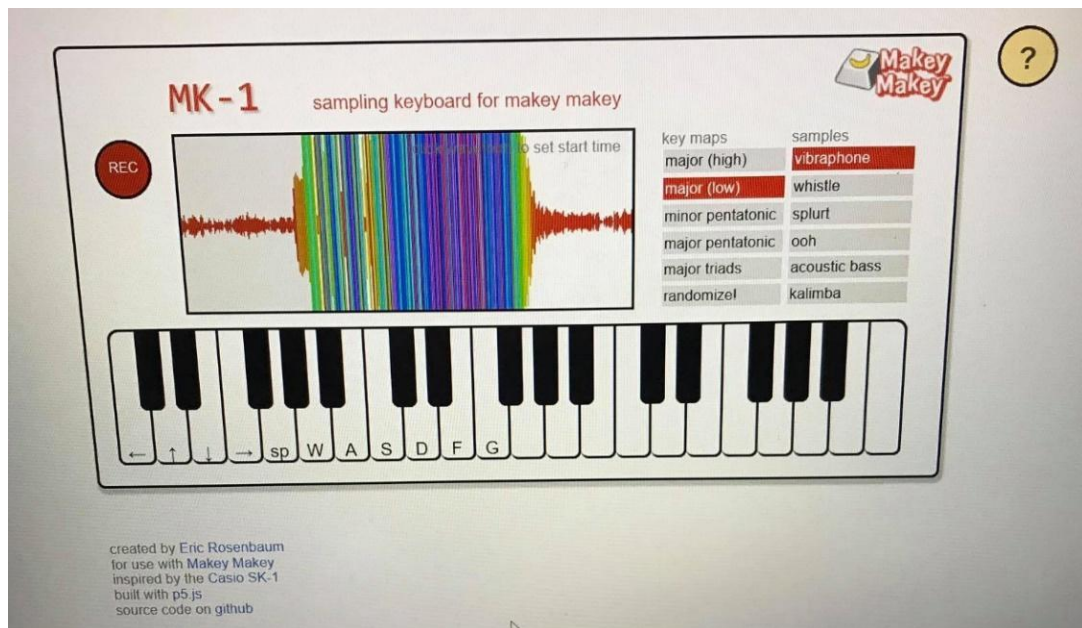 Makey
Makey
?
MK-1
sampling keyboard for makey makey
REC
to set start time
key maps
major (high)
major (low)
minor pentatonic
major pentatonic
major triads
randomize!
samples
vibraphone
whistle
splurt
ooh
acoustic bass
kalimba
← ↑ ↓ → sp W A S D F G
created by Eric Rosenbaum
for use with Makey Makey
inspired by the Casio SK-1
built with p5.js
source code on github